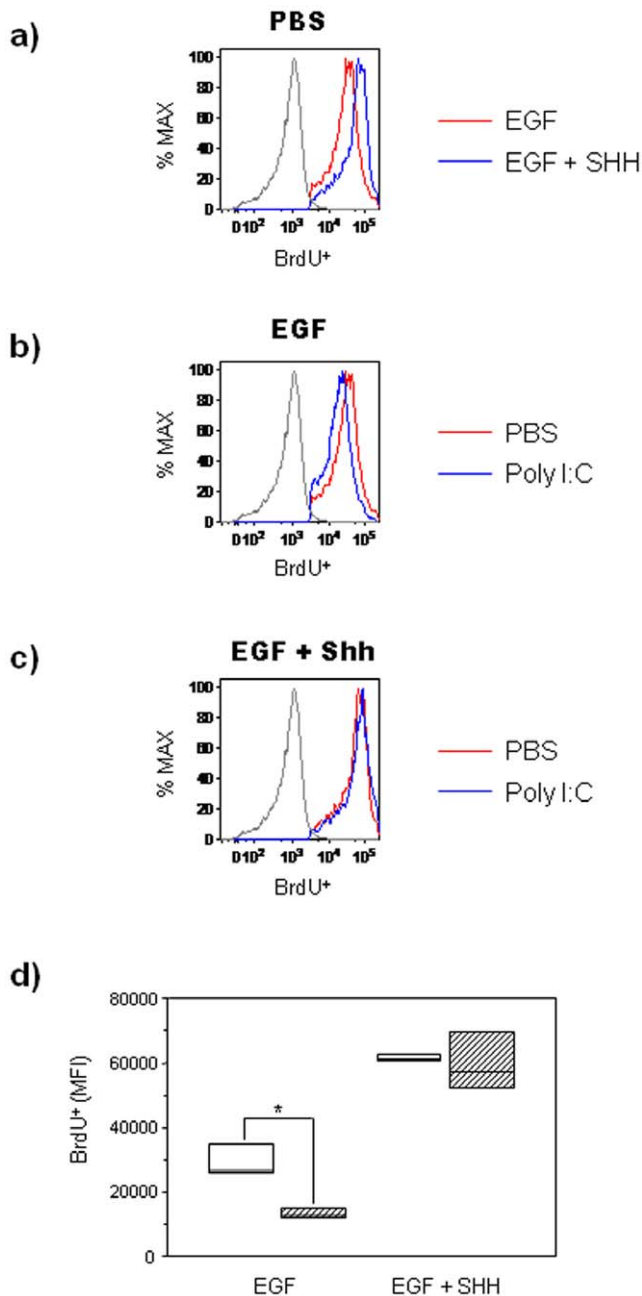 a)
PBS
% MAX
100
80
60
40
20
0
0 10² 10³ 10⁴ 10⁵
BrdU⁺
EGF
EGF + SHH
b)
EGF
% MAX
100
80
60
40
20
0
0 10² 10³ 10⁴ 10⁵
BrdU⁺
PBS
Poly I:C
c)
EGF + Shh
% MAX
100
80
60
40
20
0
0 10² 10³ 10⁴ 10⁵
BrdU⁺
PBS
Poly I:C
d)
BrdU⁺ (MFI)
80000
60000
40000
20000
0
*
EGF
EGF + SHH